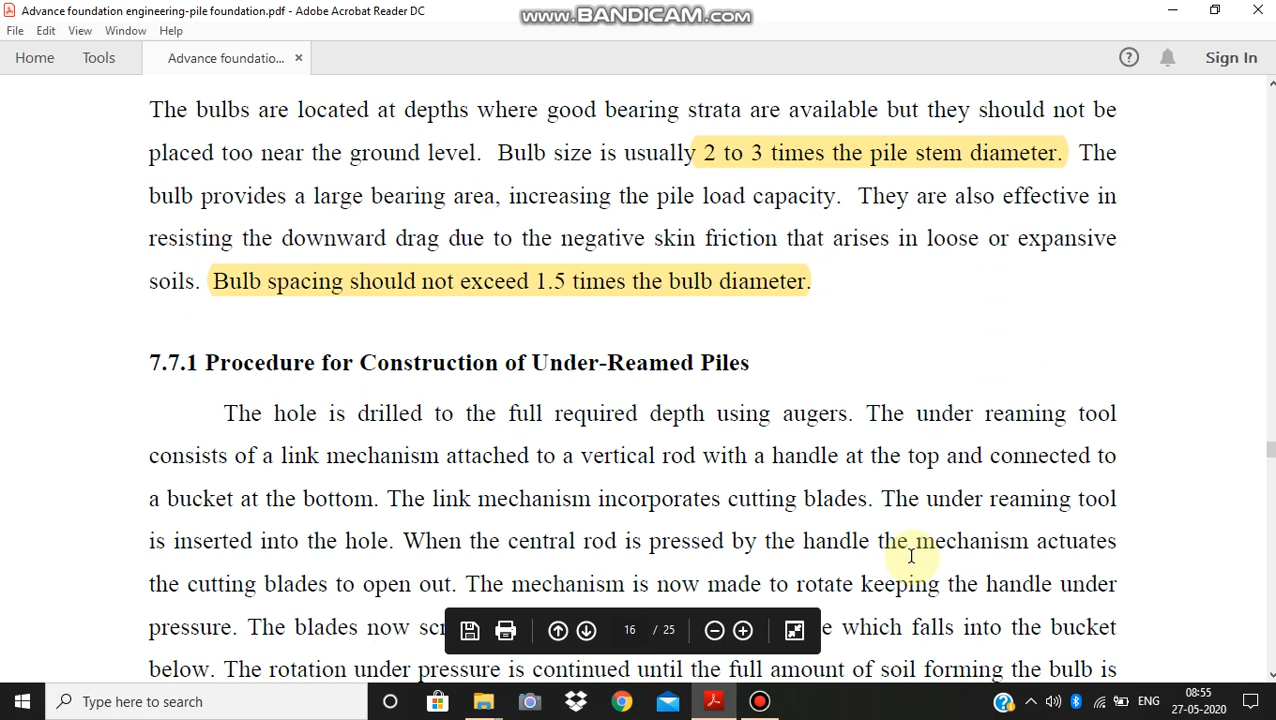 Advance foundation engineering-pile foundation.pdf - Adobe Acrobat Reader DC
www.BANDICAM.com
File Edit View Window Help
Home Tools Advance foundatio... × Sign In
The bulbs are located at depths where good bearing strata are available but they should not be
placed too near the ground level. Bulb size is usually 2 to 3 times the pile stem diameter. The
bulb provides a large bearing area, increasing the pile load capacity. They are also effective in
resisting the downward drag due to the negative skin friction that arises in loose or expansive
soils. Bulb spacing should not exceed 1.5 times the bulb diameter.
7.7.1 Procedure for Construction of Under-Reamed Piles
The hole is drilled to the full required depth using augers. The under reaming tool
consists of a link mechanism attached to a vertical rod with a handle at the top and connected to
a bucket at the bottom. The link mechanism incorporates cutting blades. The under reaming tool
is inserted into the hole. When the central rod is pressed by the handle the mechanism actuates
the cutting blades to open out. The mechanism is now made to rotate keeping the handle under
pressure. The blades now which falls into the bucket
16 / 25
below. The rotation under pressure is continued until the full amount of soil forming the bulb is
Type here to search
ENG
08:55
27-05-2020